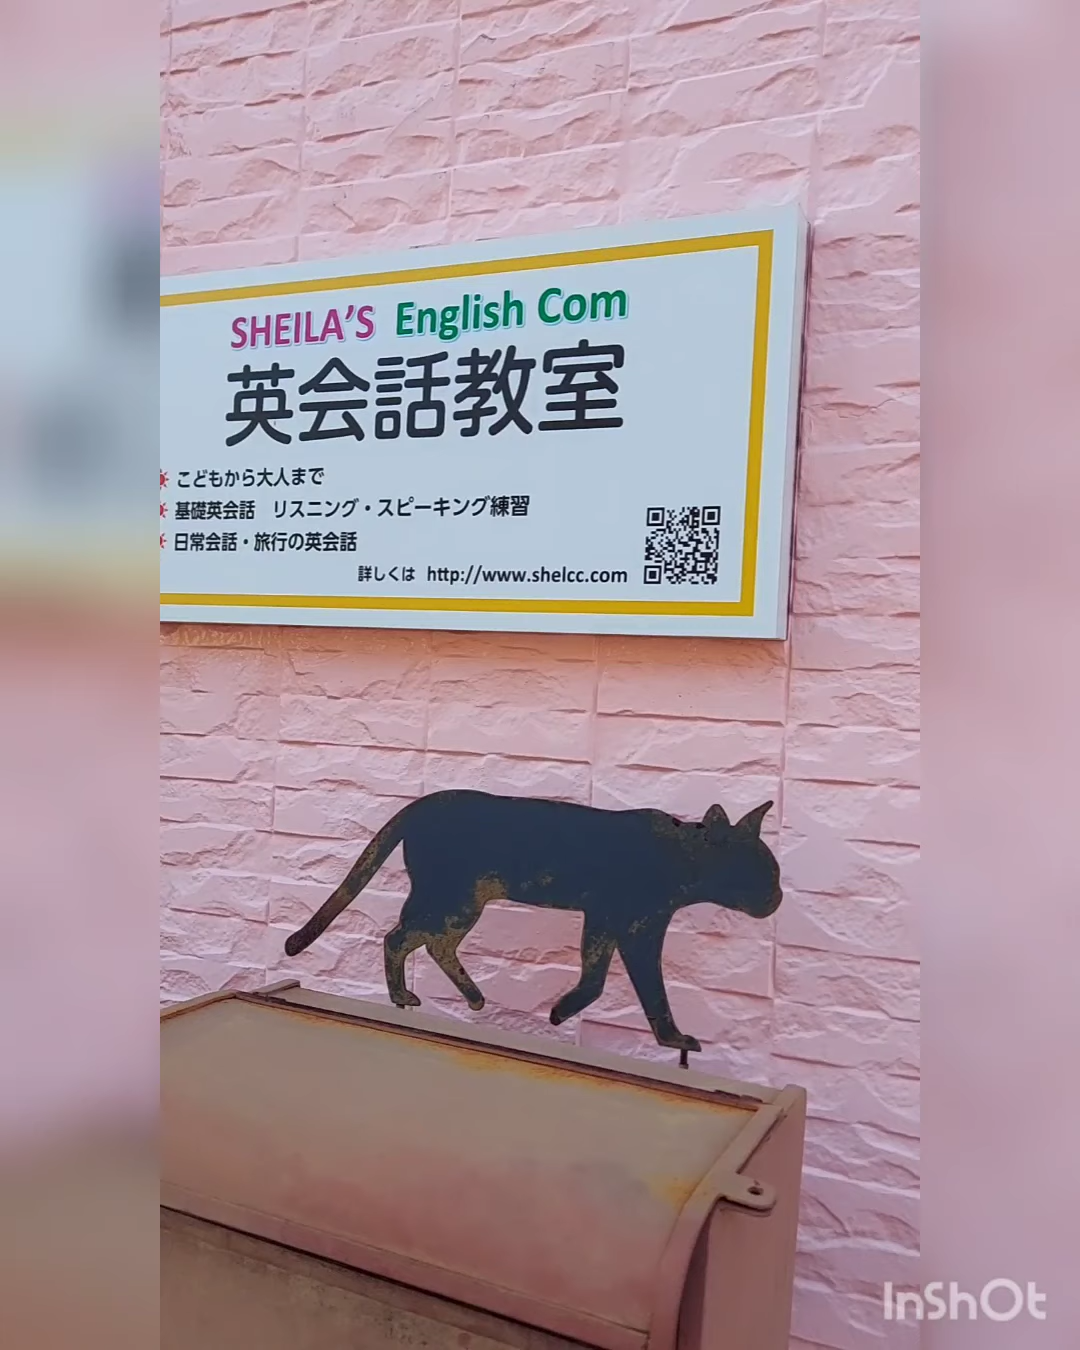 SHEILA'S English Com
英会話教室
こどもから大人まで
基礎英会話 リスニング・スピーキング練習
日常会話・旅行の英会話
詳しくは http://www.shelcc.com
InShOt